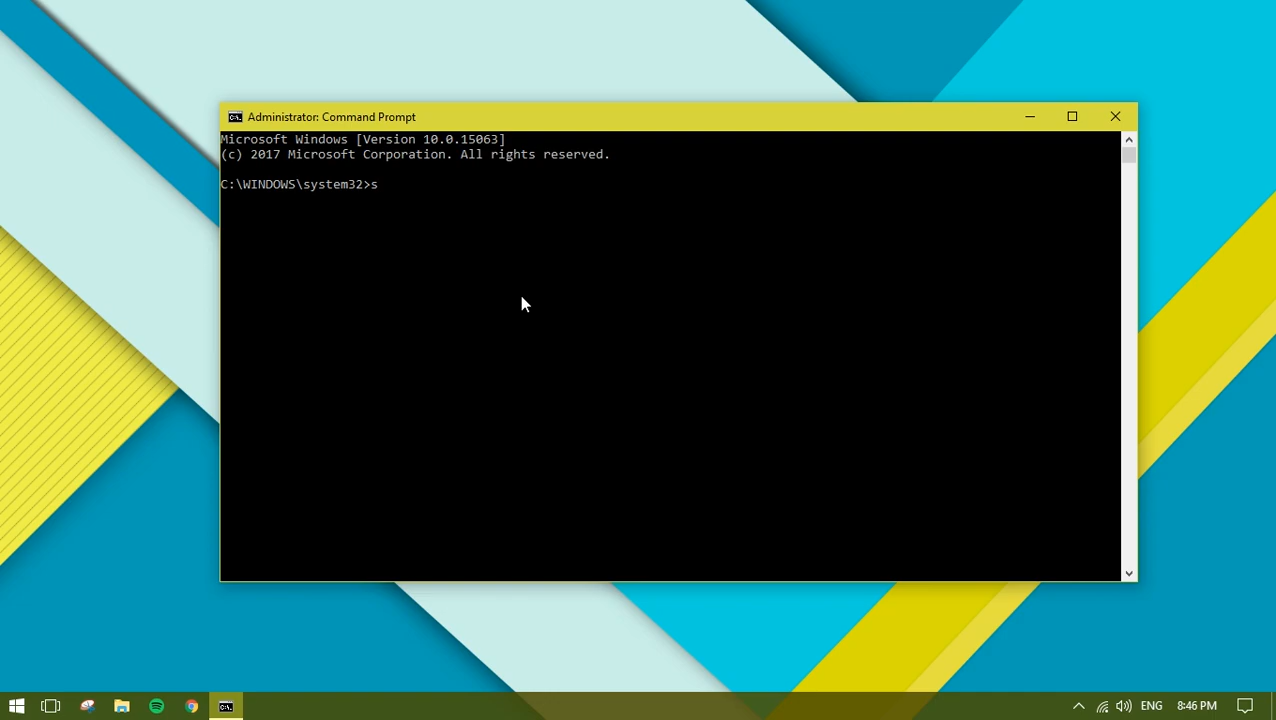 Administrator: Command Prompt
Microsoft Windows [Version 10.0.15063]
(c) 2017 Microsoft Corporation. All rights reserved.
C:\WINDOWS\system32>s
ENG
8:46 PM